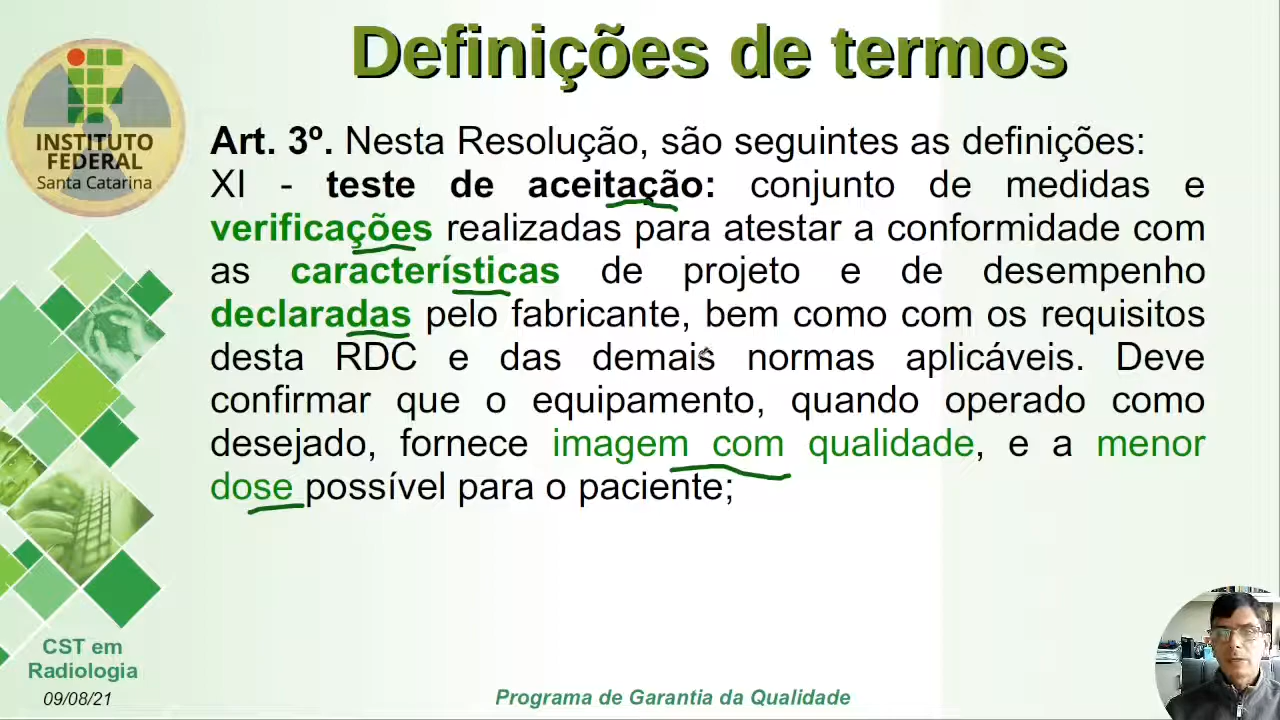 Definições de termos
INSTITUTO
FEDERAL
Santa Catarina
Art. 3º. Nesta Resolução, são seguintes as definições:
XI - teste de aceitação: conjunto de medidas e
verificações realizadas para atestar a conformidade com
as características de projeto e de desempenho
declaradas pelo fabricante, bem como com os requisitos
desta RDC e das demais normas aplicáveis. Deve
confirmar que o equipamento, quando operado como
desejado, fornece imagem com qualidade, e a menor
dose possível para o paciente;
CST em
Radiologia
09/08/21
Programa de Garantia da Qualidade